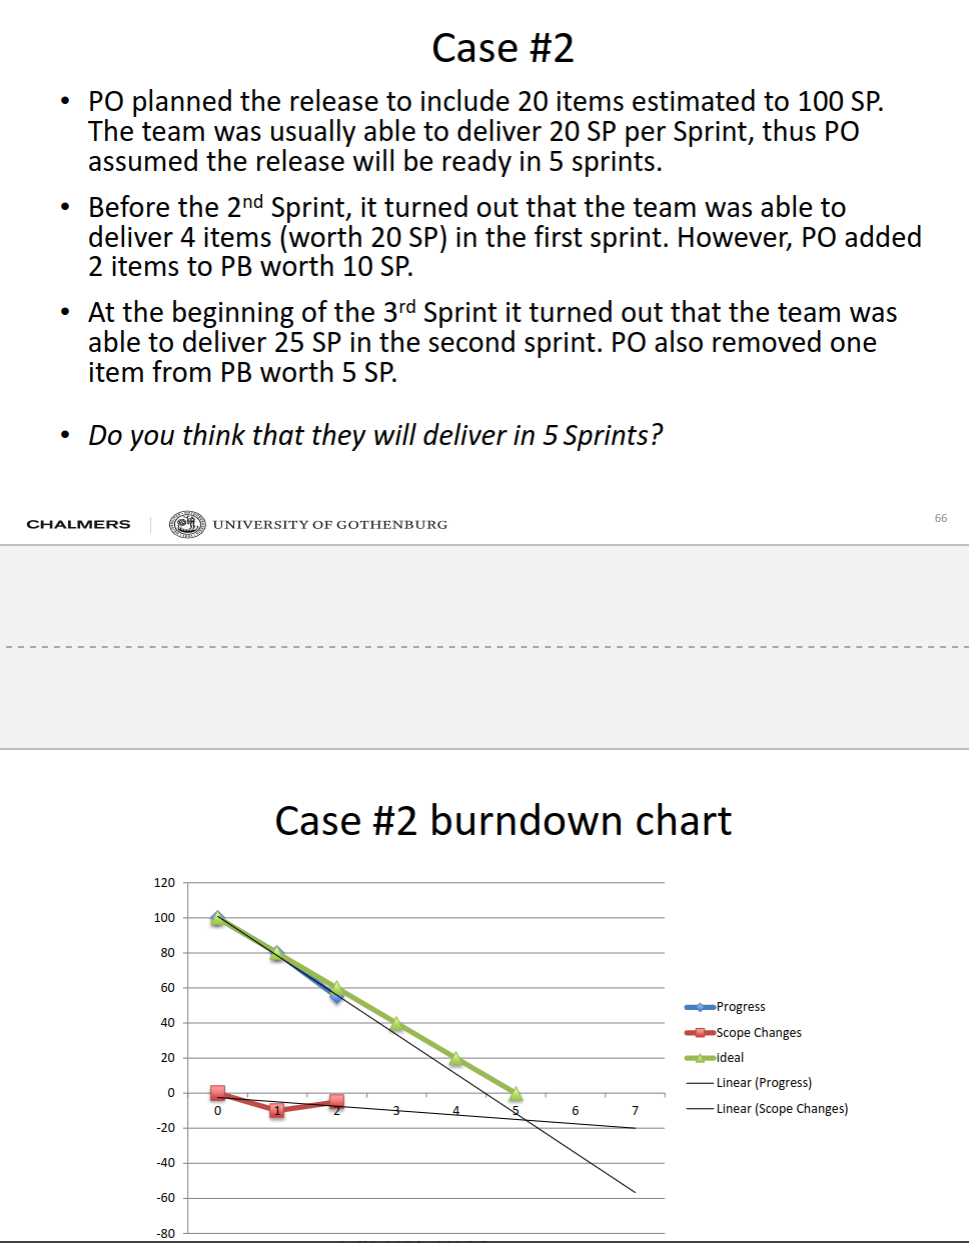 Case #2
• PO planned the release to include 20 items estimated to 100 SP.
The team was usually able to deliver 20 SP per Sprint, thus PO
assumed the release will be ready in 5 sprints.
• Before the 2nd Sprint, it turned out that the team was able to
deliver 4 items (worth 20 SP) in the first sprint. However, PO added
2 items to PB worth 10 SP.
• At the beginning of the 3rd Sprint it turned out that the team was
able to deliver 25 SP in the second sprint. PO also removed one
item from PB worth 5 SP.
• Do you think that they will deliver in 5 Sprints?
CHALMERS
UNIVERSITY OF GOTHENBURG
66
Case #2 burndown chart
120
100
80
60
40
20
0
-20
-40
-60
-80
0 1 2 3 4 5 6 7
Progress
Scope Changes
ideal
Linear (Progress)
Linear (Scope Changes)